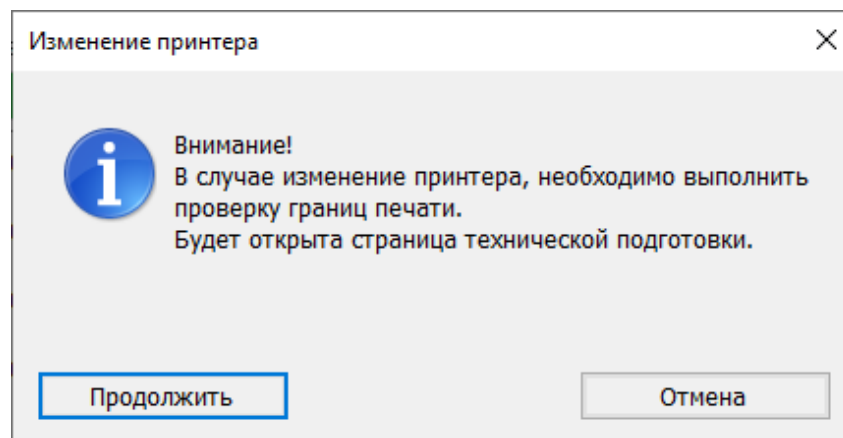 Изменение принтера
Внимание!
В случае изменение принтера, необходимо выполнить
проверку границ печати.
Будет открыта страница технической подготовки.
Продолжить
Отмена